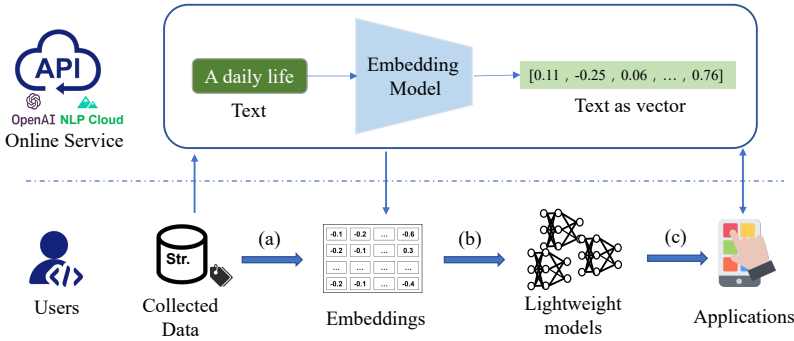 API
OpenAI NLP Cloud
Online Service
A daily life
Text
Embedding
Model
[0.11 , -0.25 , 0.06 , … , 0.76]
Text as vector
Str.
(a)
-0.1 -0.2 ... -0.6
-0.2 -0.1 ... 0.3
... ... ... ...
-0.2 -0.1 ... -0.4
(b)
(c)
Users
Collected
Data
Embeddings
Lightweight
models
Applications